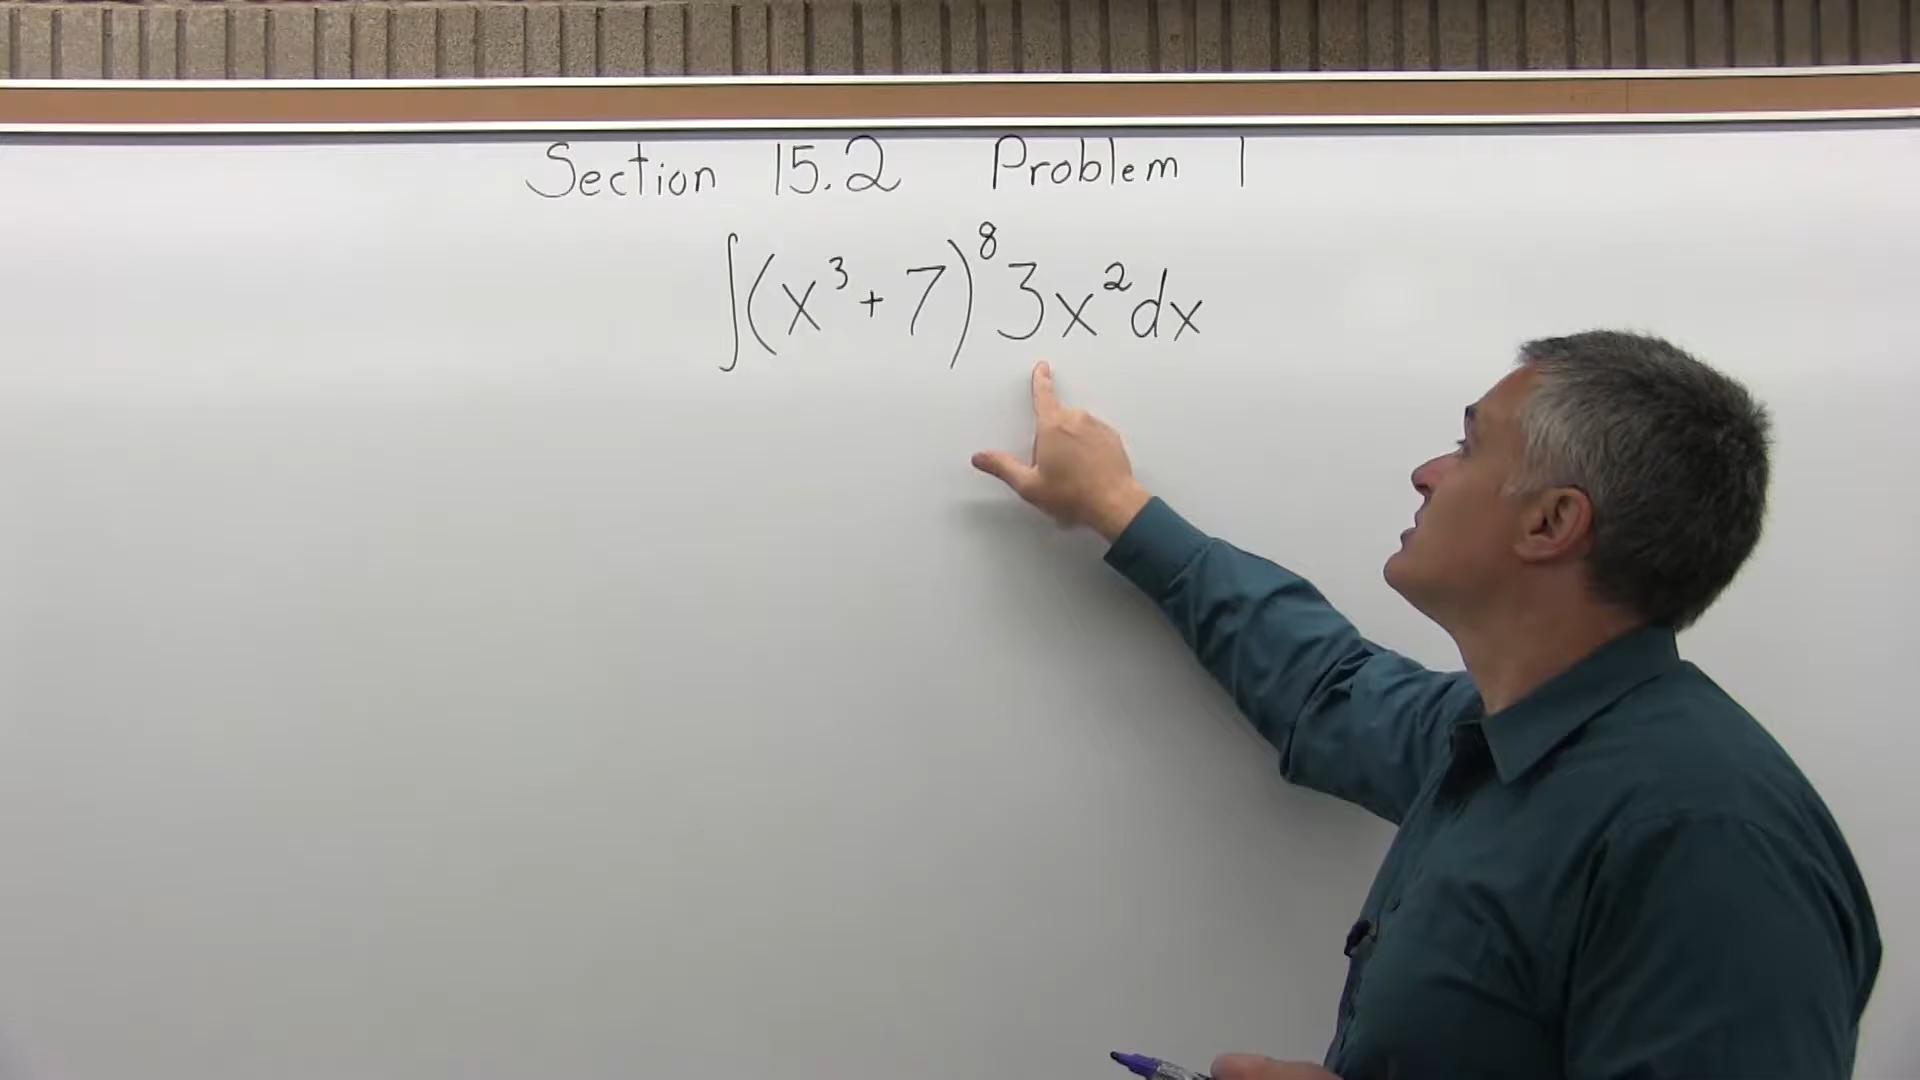 Section 15.2 Problem 1
∫(x³+7)⁸3x²dx